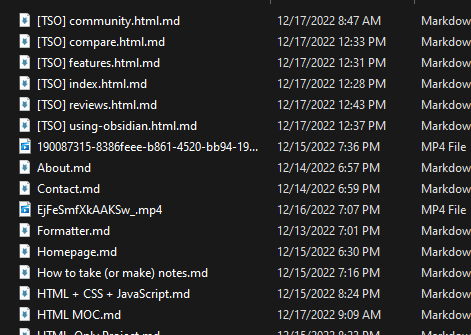 [TSO] community.html.md 12/17/2022 8:47 AM Markdow
[TSO] compare.html.md 12/17/2022 12:33 PM Markdow
[TSO] features.html.md 12/17/2022 12:31 PM Markdow
[TSO] index.html.md 12/17/2022 12:28 PM Markdow
[TSO] reviews.html.md 12/17/2022 12:43 PM Markdow
[TSO] using-obsidian.html.md 12/17/2022 12:37 PM Markdow
190087315-8386feee-b861-4520-bb94-19... 12/15/2022 7:36 PM MP4 File
About.md 12/14/2022 6:57 PM Markdow
Contact.md 12/14/2022 6:59 PM Markdow
EjFeSmfXkAAKSw_.mp4 12/16/2022 7:07 PM MP4 File
Formatter.md 12/13/2022 7:01 PM Markdow
Homepage.md 12/15/2022 6:30 PM Markdow
How to take (or make) notes.md 12/15/2022 7:16 PM Markdow
HTML + CSS + JavaScript.md 12/15/2022 8:24 PM Markdow
HTML MOC.md 12/17/2022 9:09 AM Markdow